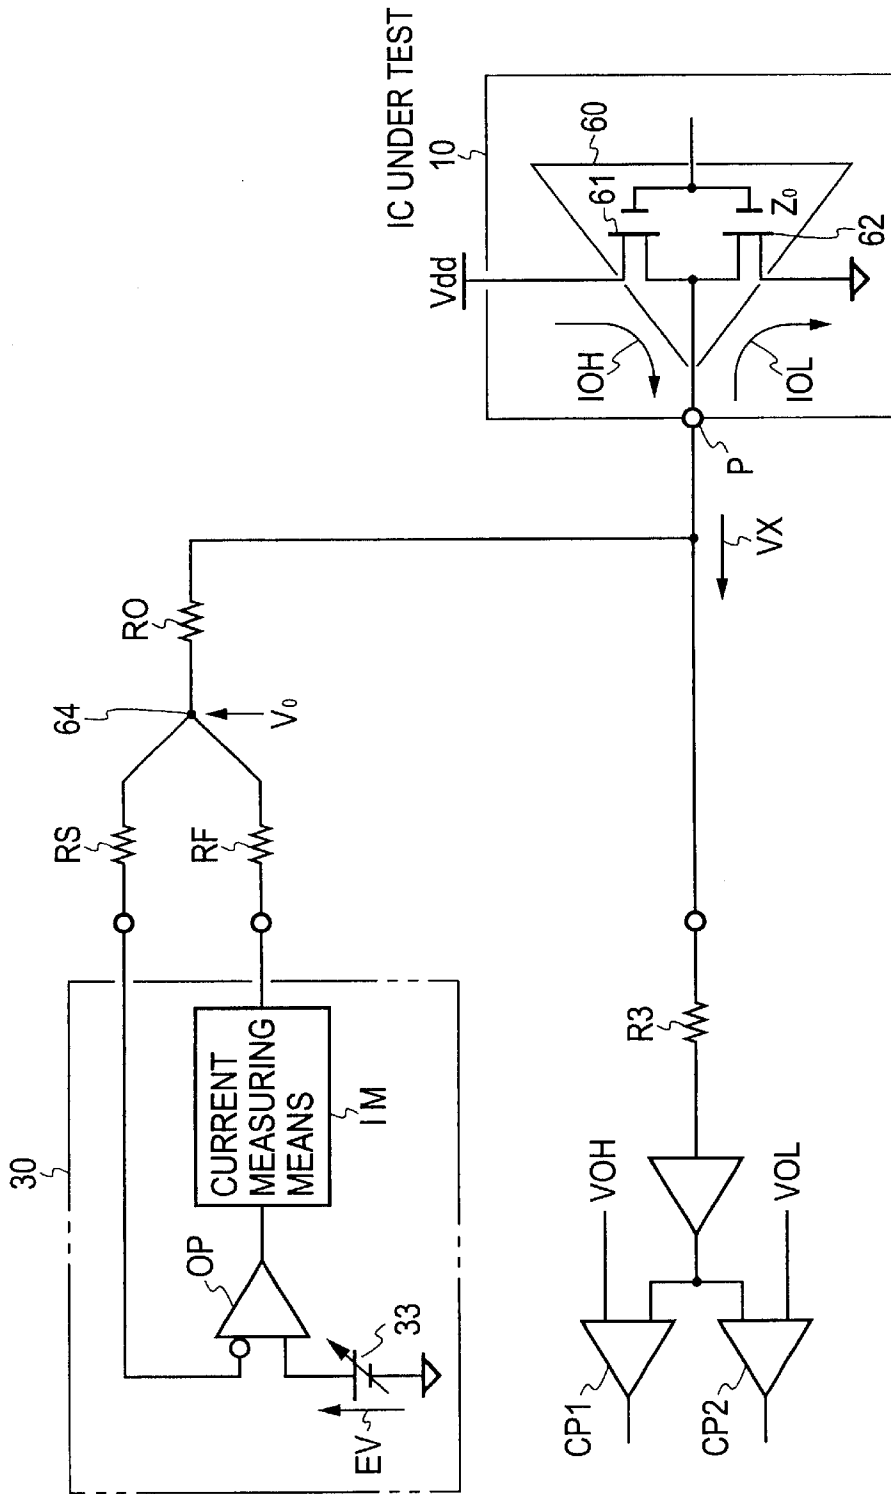 30
OP
CURRENT
MEASURING
MEANS
IM
EV
33
RS
RF
64
V0
RO
IC UNDER TEST
10
Vdd
60
61
Z0
62
IOH
IOL
P
VX
R3
VOH
VOL
CP1
CP2